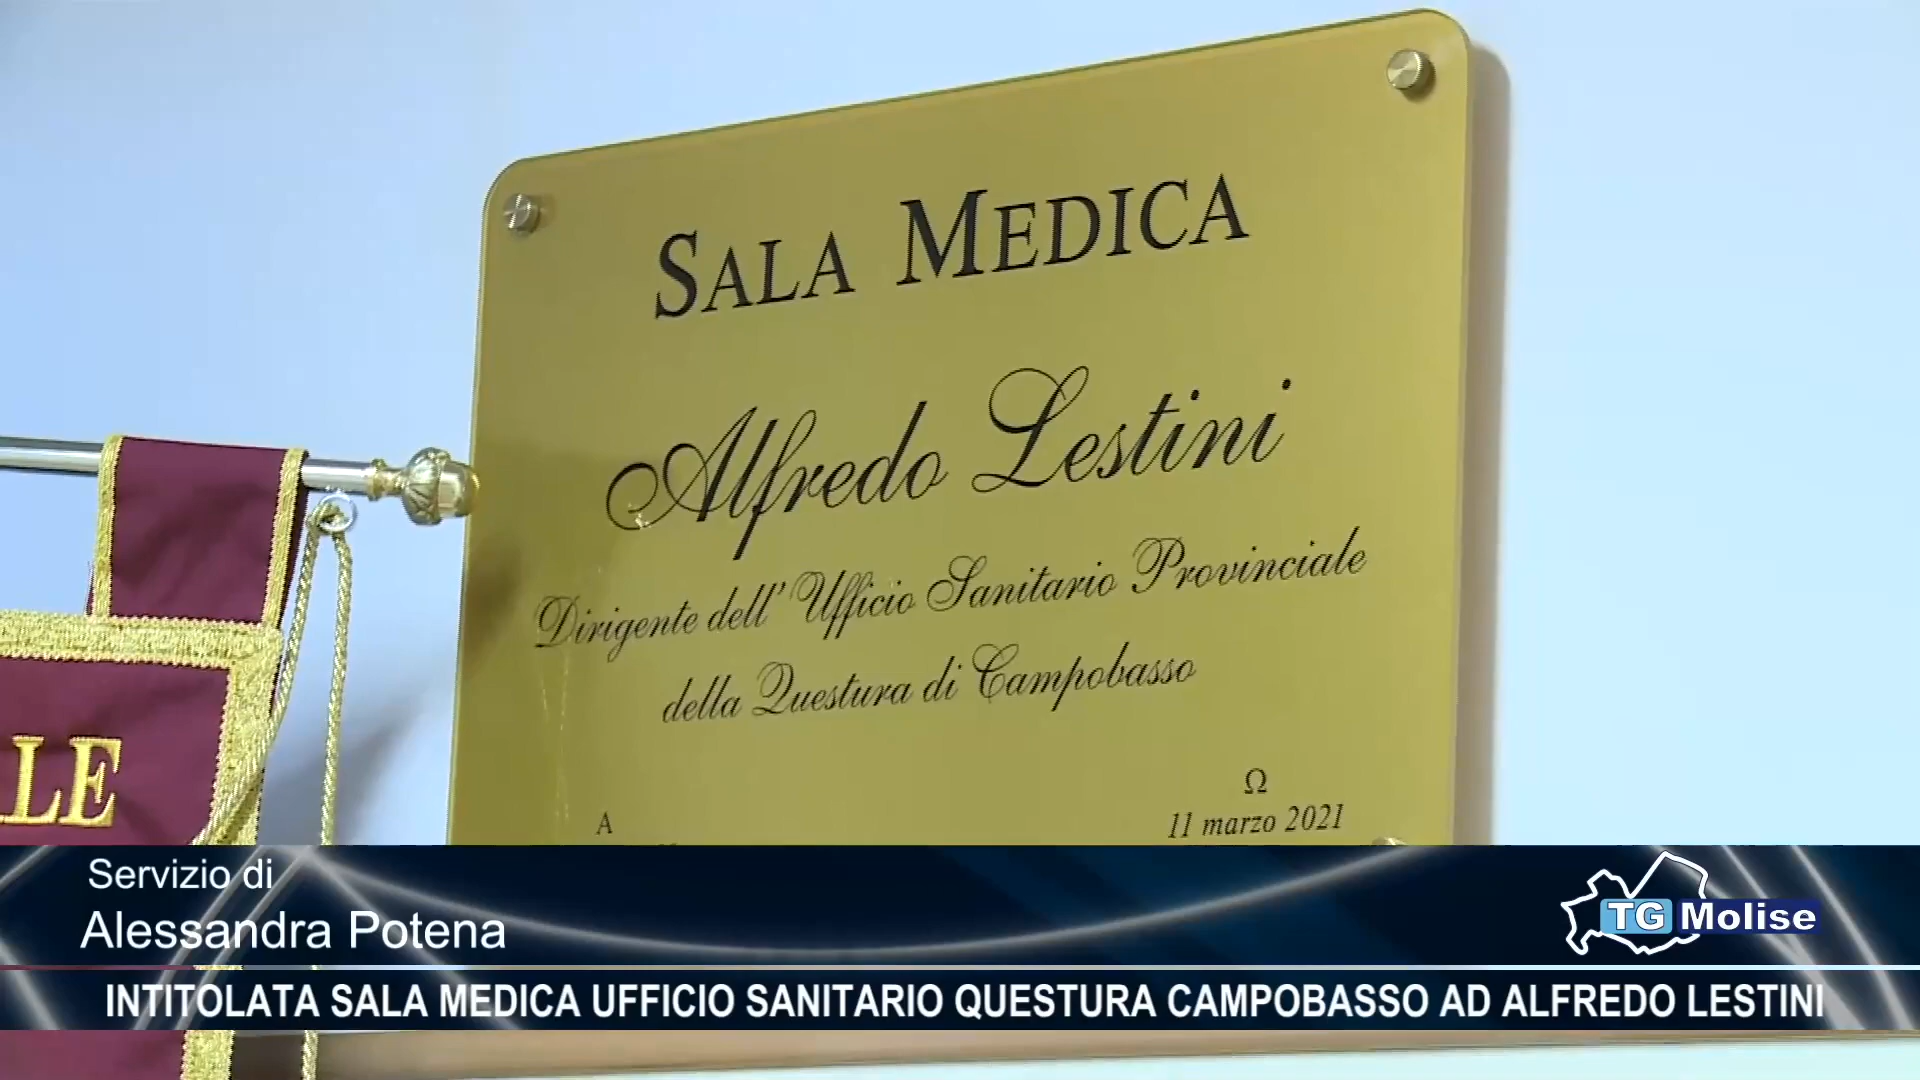 SALA MEDICA
Alfredo Lestini
Dirigente dell'Ufficio Sanitario Provinciale
della Questura di Campobasso
A
Ω
11 marzo 2021
LE
Servizio di
Alessandra Potena
TG Molise
INTITOLATA SALA MEDICA UFFICIO SANITARIO QUESTURA CAMPOBASSO AD ALFREDO LESTINI